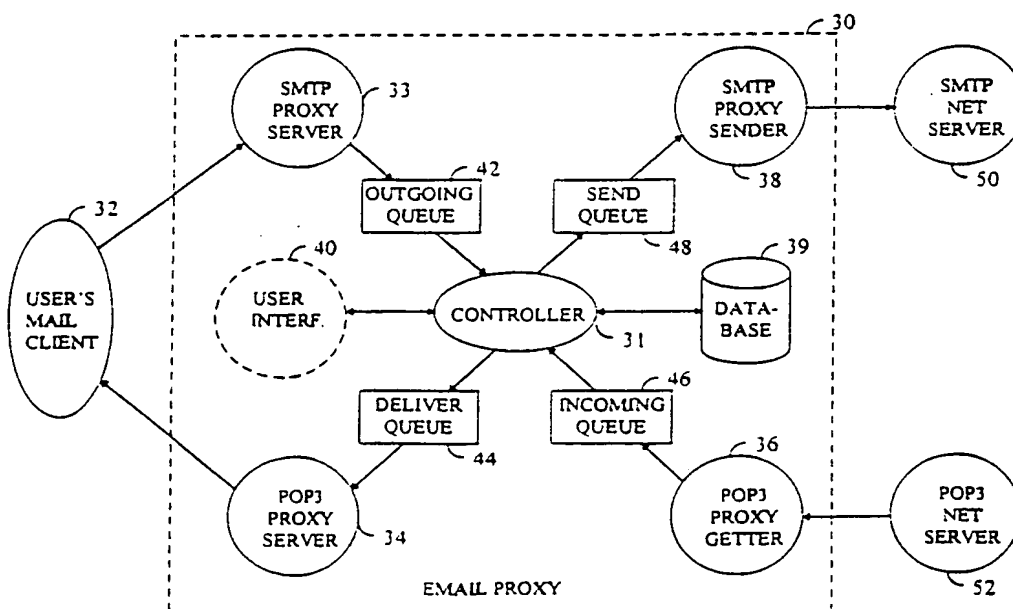 30
SMTP
PROXY
SERVER
33
SMTP
PROXY
SENDER
38
SMTP
NET
SERVER
50
42
OUTGOING
QUEUE
SEND
QUEUE
48
32
USER'S
MAIL
CLIENT
40
USER
INTERF.
CONTROLLER
31
39
DATA-
BASE
DELIVER
QUEUE
44
46
INCOMING
QUEUE
POP3
PROXY
SERVER
34
36
POP3
PROXY
GETTER
POP3
NET
SERVER
52
EMAIL PROXY